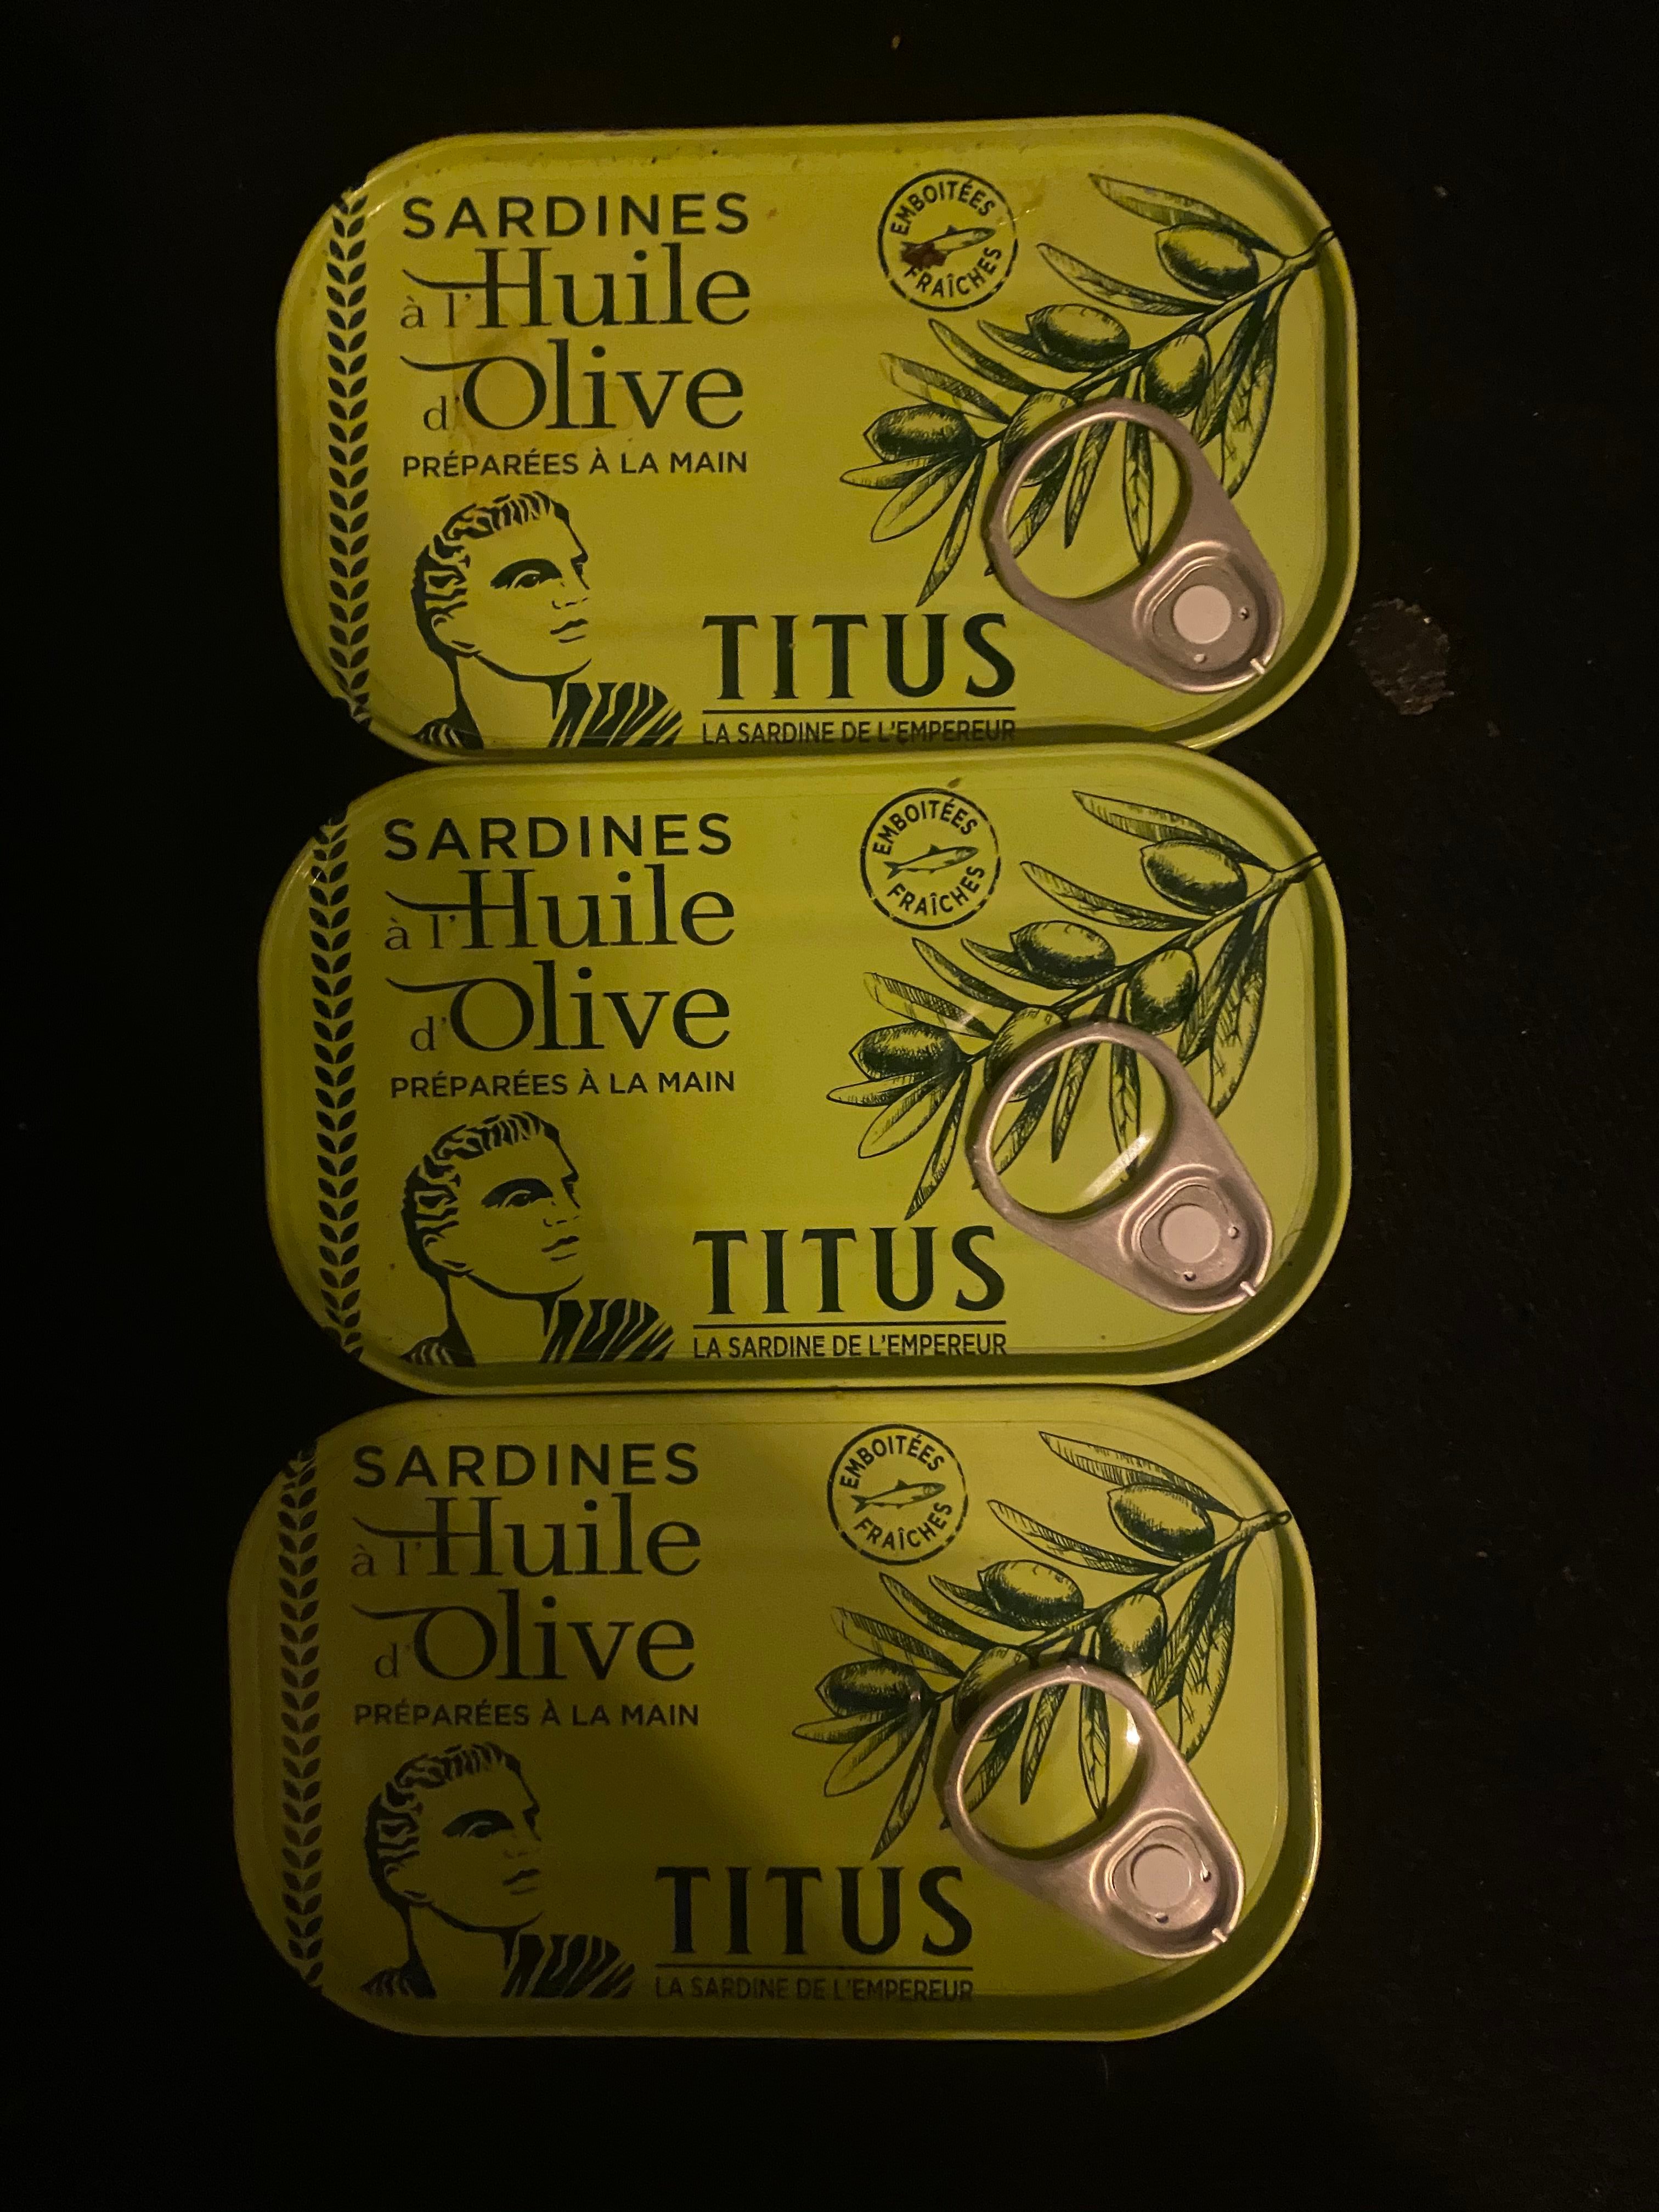 SARDINES
à l'Huile
d'Olive
PRÉPARÉES À LA MAIN
EMBOITÉES
FRAÎCHES
TITUS
LA SARDINE DE L'EMPEREUR
SARDINES
à l'Huile
d'Olive
PRÉPARÉES À LA MAIN
EMBOITÉES
FRAÎCHES
TITUS
LA SARDINE DE L'EMPEREUR
SARDINES
à l'Huile
d'Olive
PRÉPARÉES À LA MAIN
EMBOITÉES
FRAÎCHES
TITUS
LA SARDINE DE L'EMPEREUR